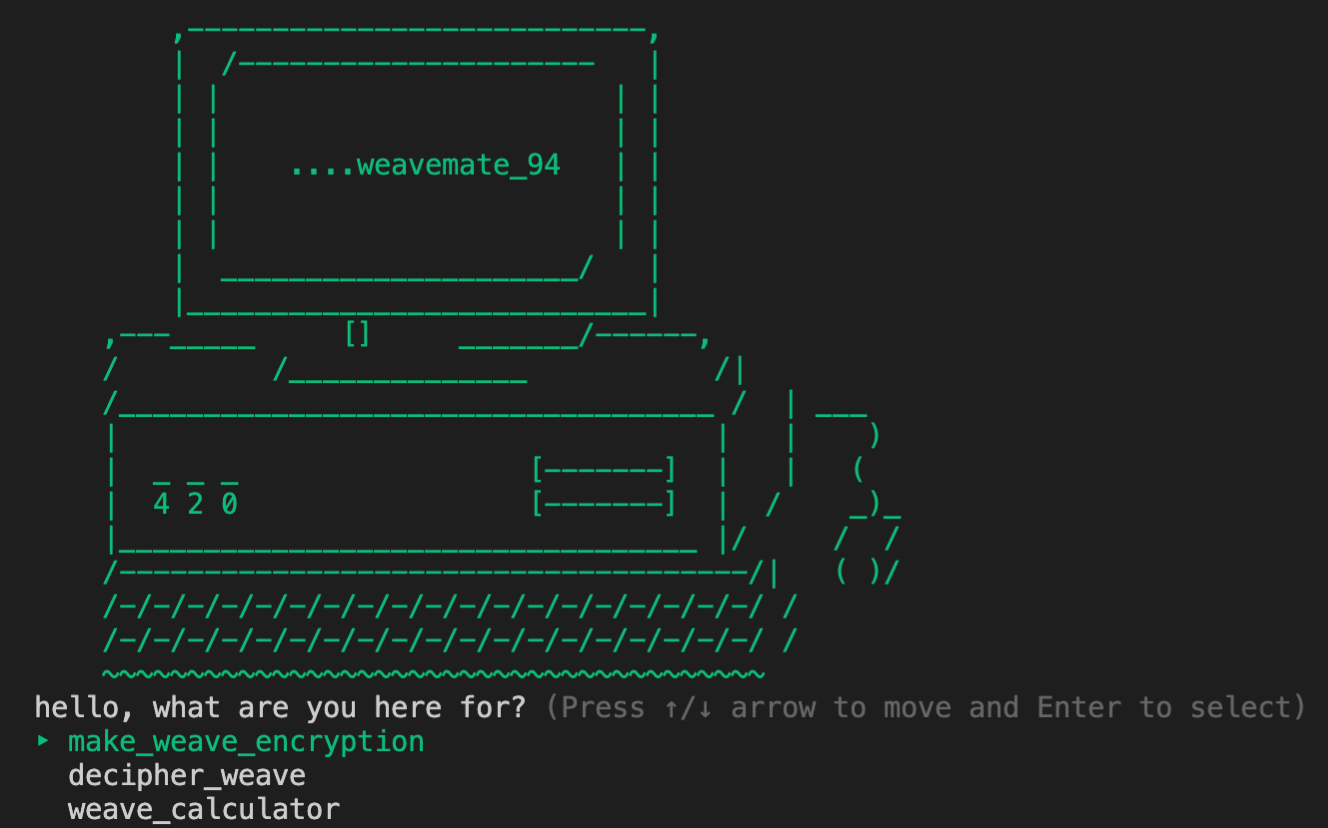 ....weavemate_94
4 2 0
hello, what are you here for? (Press ↑/↓ arrow to move and Enter to select)
▸ make_weave_encryption
decipher_weave
weave_calculator